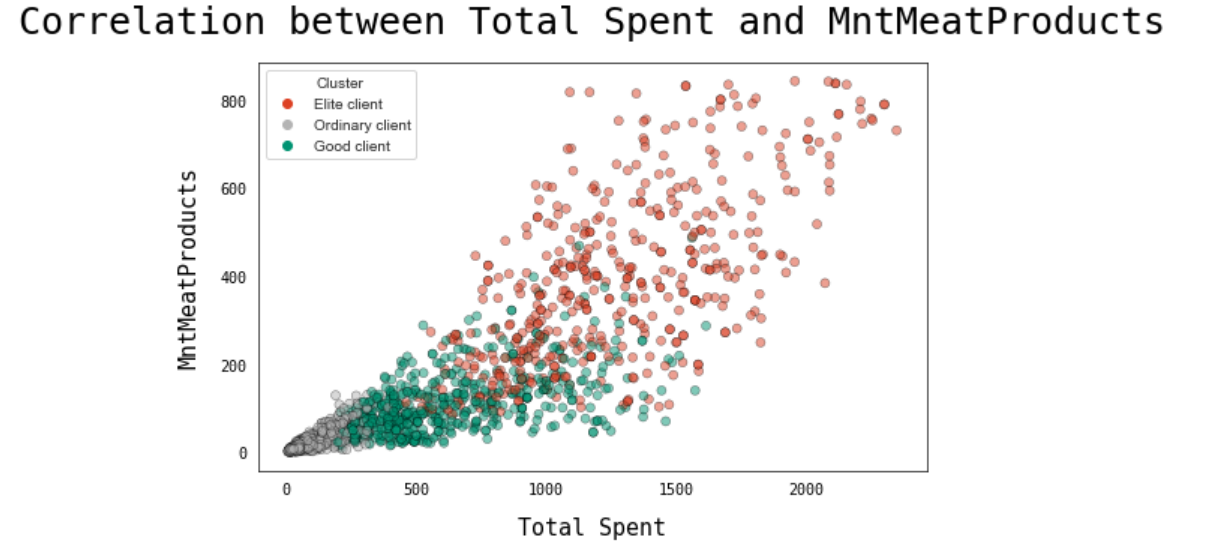 Correlation between Total Spent and MntMeatProducts
Cluster
Elite client
Ordinary client
Good client
MntMeatProducts
800
600
400
200
0
0 500 1000 1500 2000
Total Spent